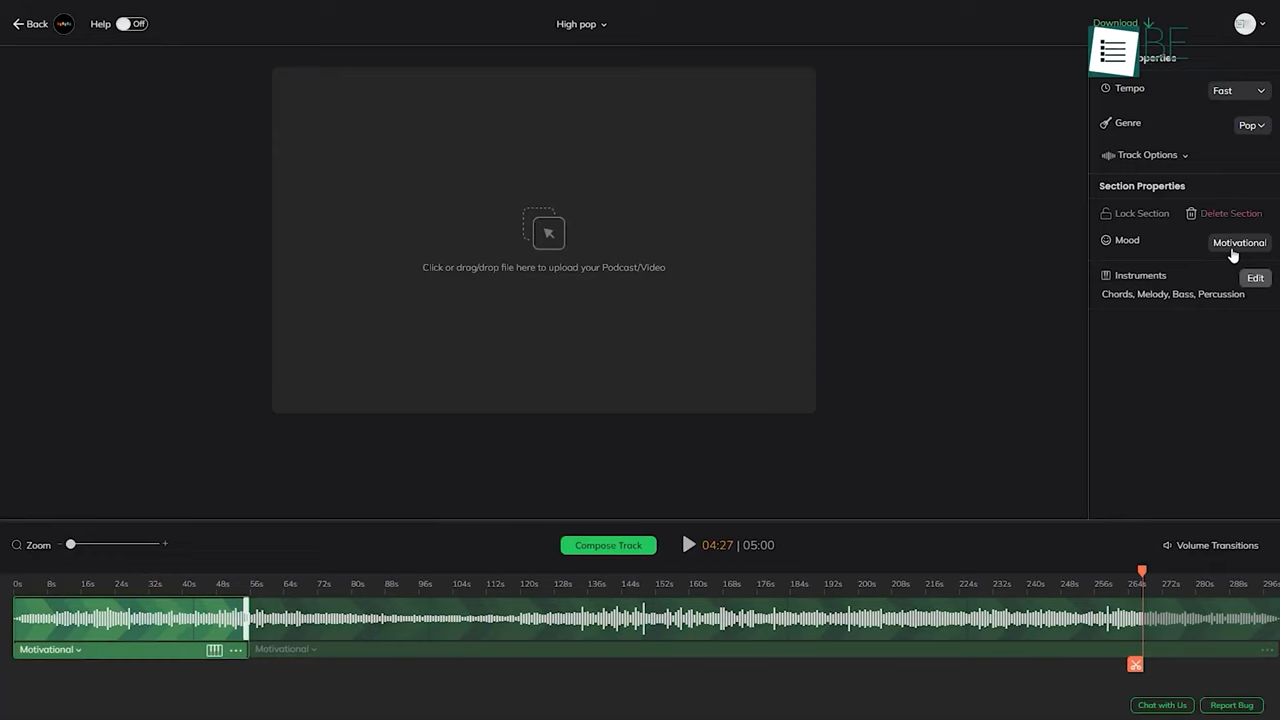 Back Help Off High pop Download
BE
operties
Tempo Fast
Genre Pop
Track Options
Section Properties
Lock Section Delete Section
Mood Motivational
Instruments Edit
Chords, Melody, Bass, Percussion
Click or drag/drop file here to upload your Podcast/Video
Zoom - + Compose Track 04:27 | 05:00 Volume Transitions
0s 8s 16s 24s 32s 40s 48s 56s 64s 72s 80s 88s 96s 104s 112s 120s 128s 136s 144s 152s 160s 168s 176s 184s 192s 200s 208s 216s 224s 232s 240s 248s 256s 264s 272s 280s 288s 296s
Motivational Motivational
Chat with Us Report Bug